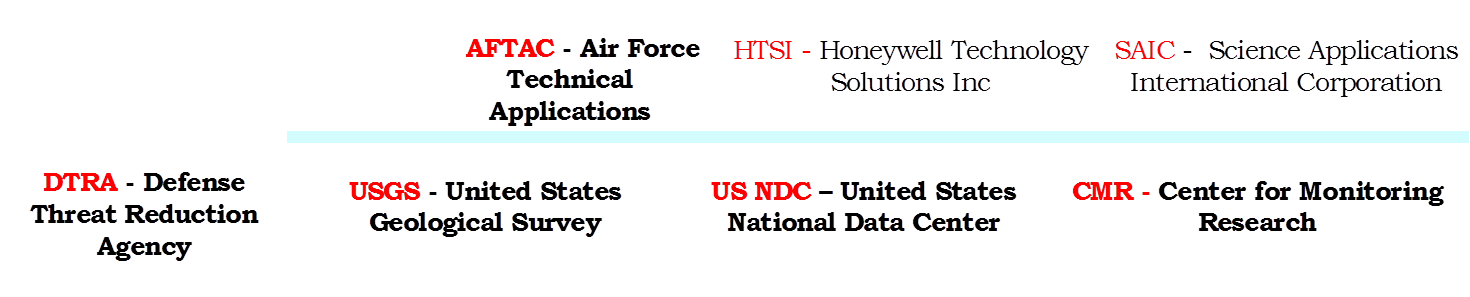 AFTAC - Air Force
Technical
Applications
HTSI - Honeywell Technology
Solutions Inc
SAIC - Science Applications
International Corporation
DTRA - Defense
Threat Reduction
Agency
USGS - United States
Geological Survey
US NDC – United States
National Data Center
CMR - Center for Monitoring
Research